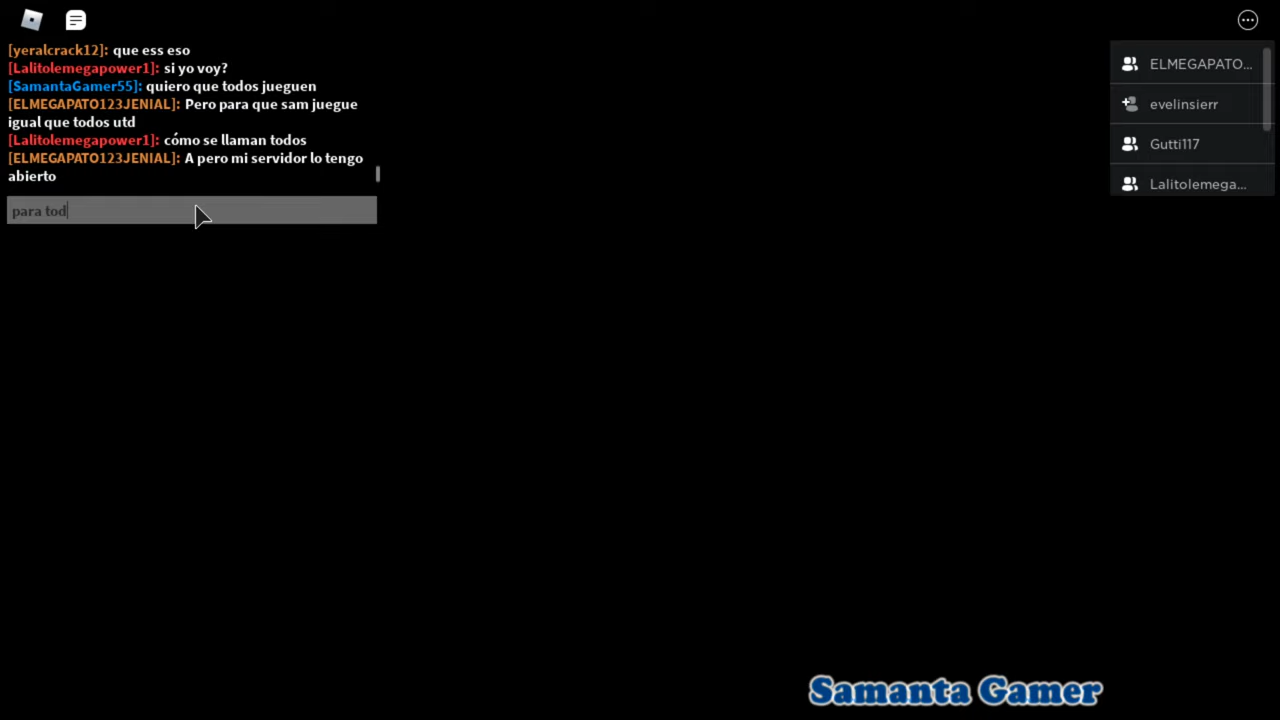 [yeralcrack12]: que ess eso
[Lalitolemegapower1]: si yo voy?
[SamantaGamer55]: quiero que todos jueguen
[ELMEGAPATO123JENIAL]: Pero para que sam juegue
igual que todos utd
[Lalitolemegapower1]: cómo se llaman todos
[ELMEGAPATO123JENIAL]: A pero mi servidor lo tengo
abierto
para tod
ELMEGAPATO...
evelinsierr
Gutti117
Lalitolemega...
Samanta Gamer